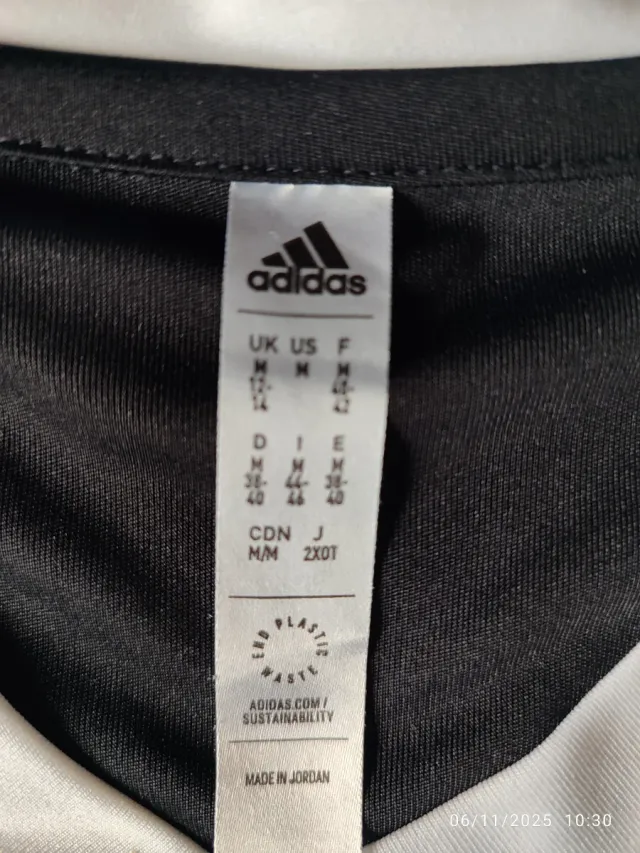 adidas
UK US F
M M M
12- 40-
14 42
D I E
M M M
38- 44- 38-
40 46 40
CDN J
M/M 2XOT
END PLASTIC WASTE
ADIDAS.COM/
SUSTAINABILITY
MADE IN JORDAN
06/11/2025 10:30